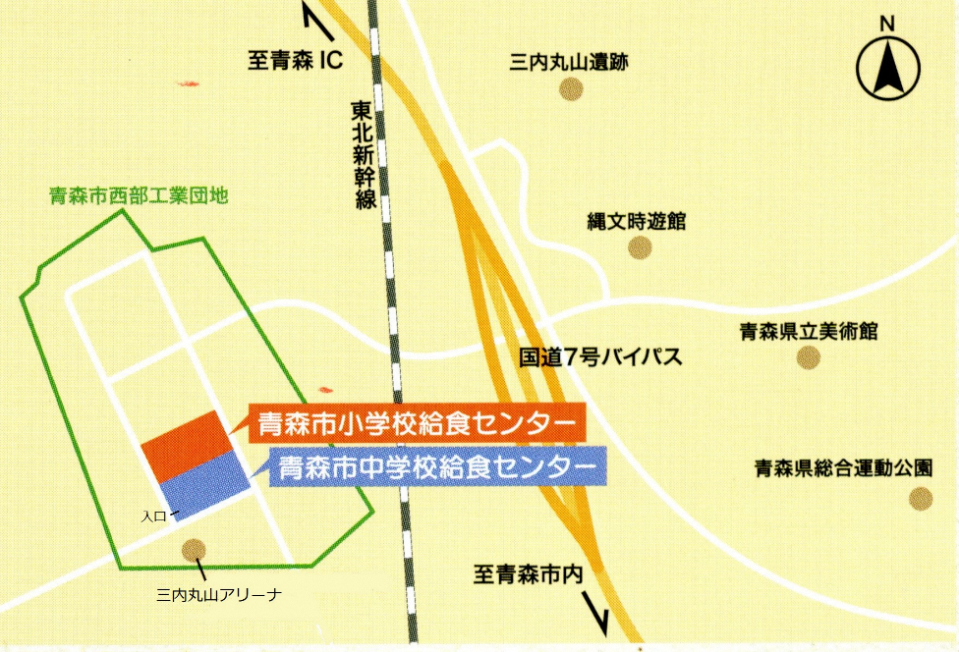 N
至青森IC
三内丸山遺跡
東北新幹線
青森市西部工業団地
縄文時遊館
青森県立美術館
国道7号バイパス
青森市小学校給食センター
青森市中学校給食センター
青森県総合運動公園
入口
三内丸山アリーナ
至青森市内